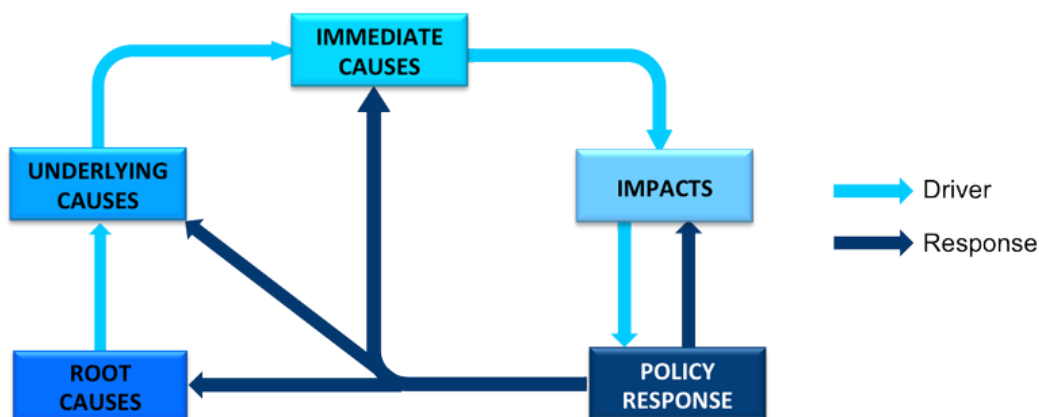 IMMEDIATE
CAUSES
UNDERLYING
CAUSES
IMPACTS
Driver
Response
ROOT
CAUSES
POLICY
RESPONSE